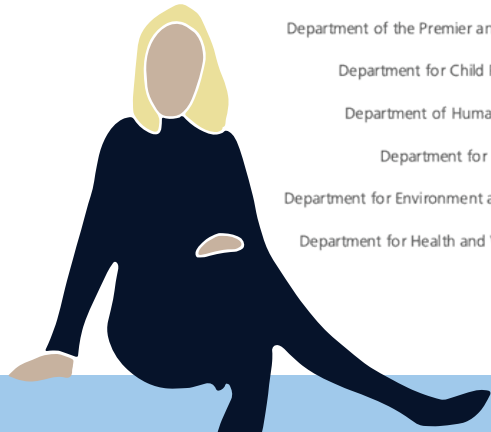 Department of the Premier an
Department for Child
Department of Huma
Department for
Department for Environment a
Department for Health and